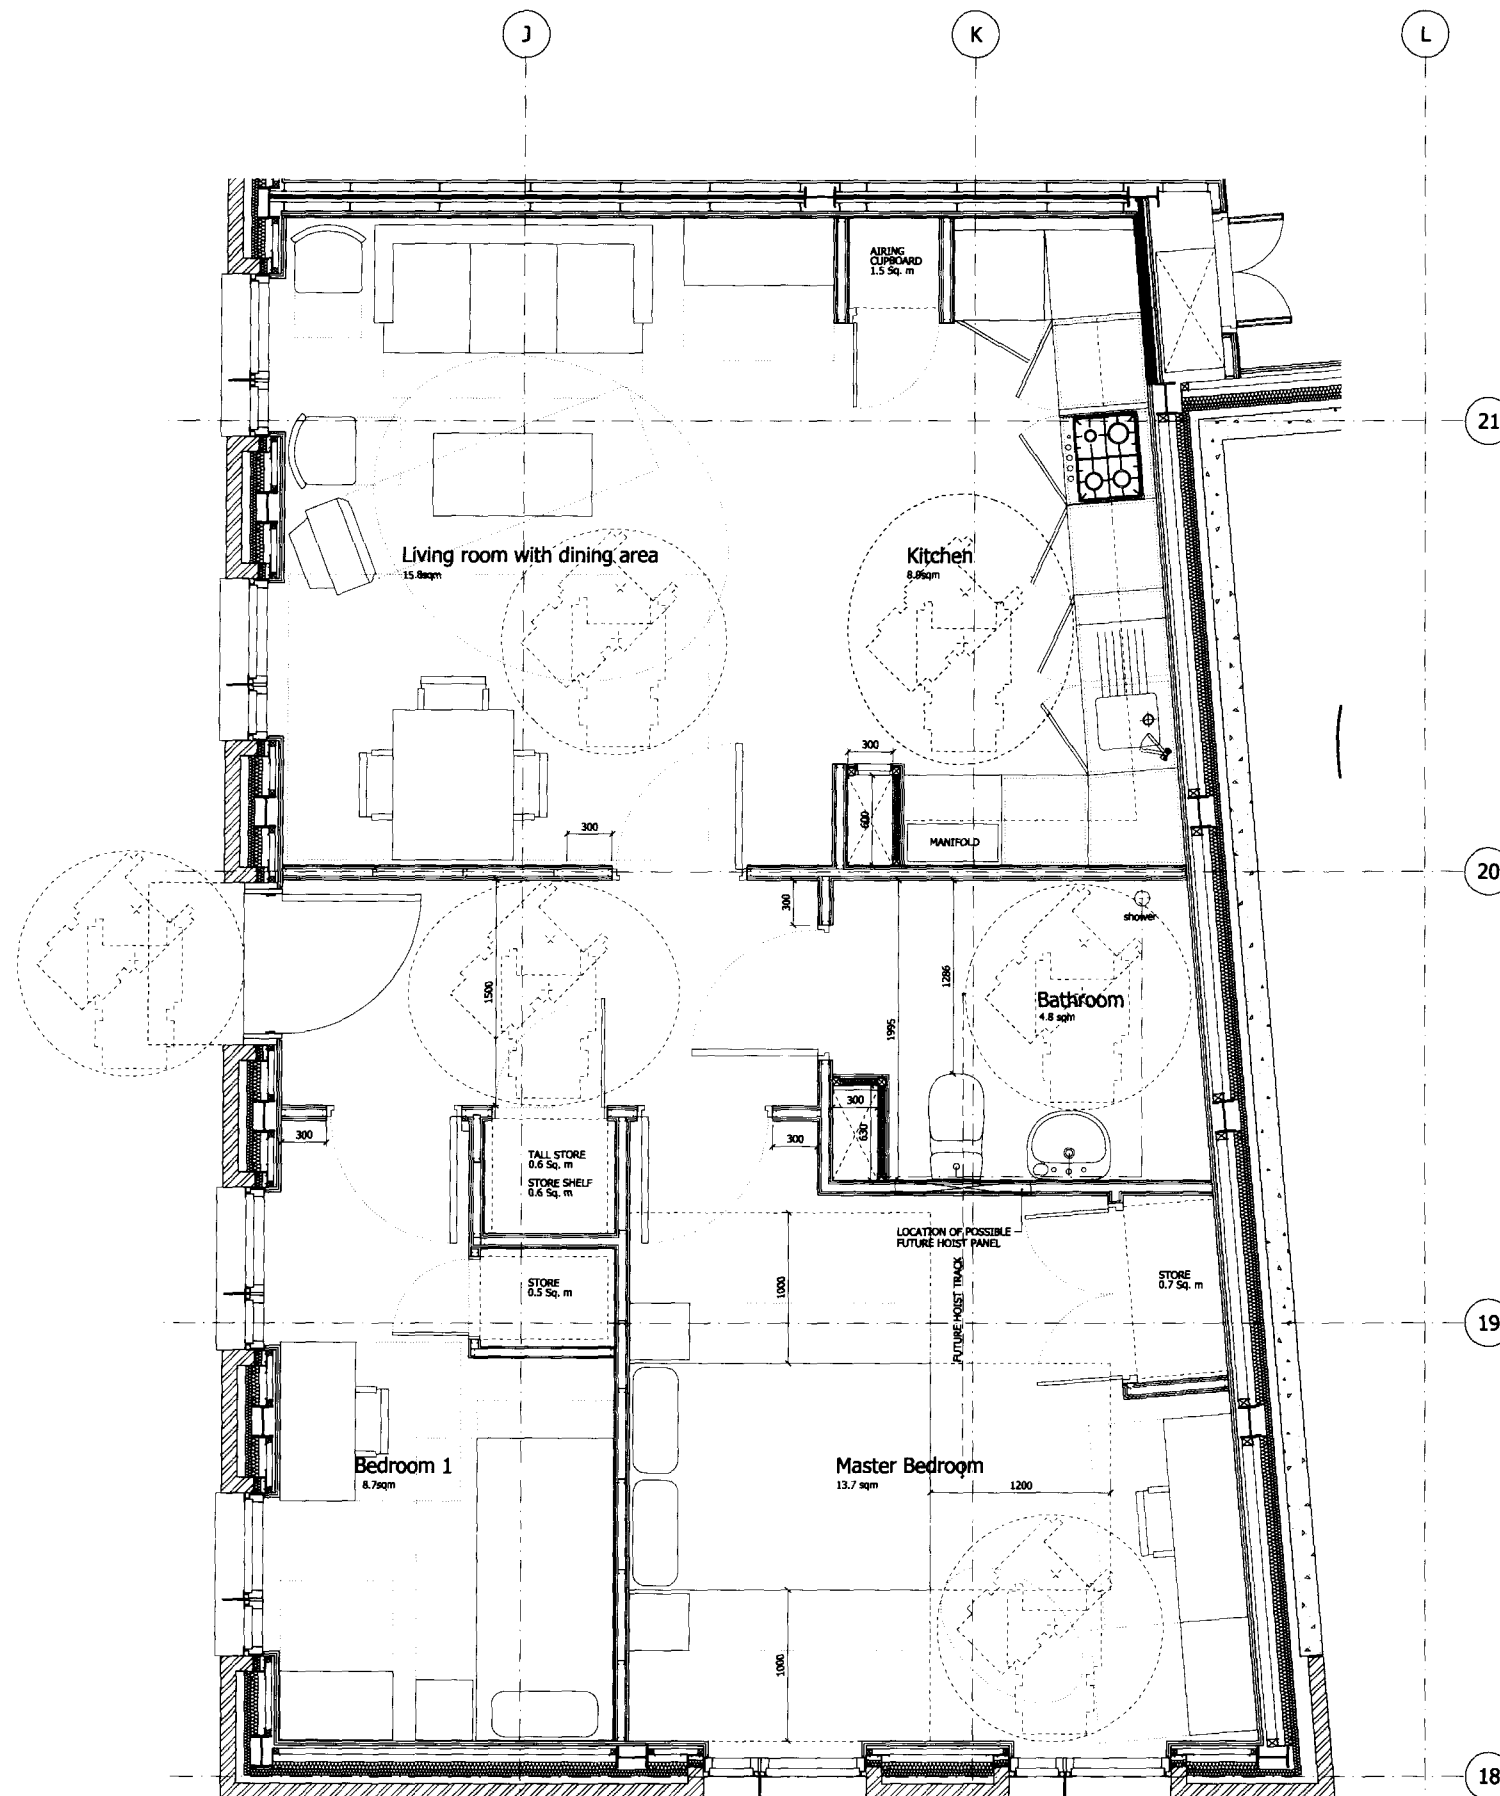 J
K
L
AIRING
CUPBOARD
1.5 Sq. m
21
Living room with dining area
15.8sqm
Kitchen
8.8sqm
300
600
300
MANIFOLD
20
300
shower
1500
1286
1995
Bathroom
4.8 sqm
300
630
300
300
TALL STORE
0.6 Sq. m
STORE SHELF
0.6 Sq. m
LOCATION OF POSSIBLE
FUTURE HOIST PANEL
FUTURE HOIST TRACK
1000
STORE
0.7 Sq. m
STORE
0.5 Sq. m
19
Bedroom 1
8.7sqm
Master Bedroom
13.7 sqm
1200
1000
18